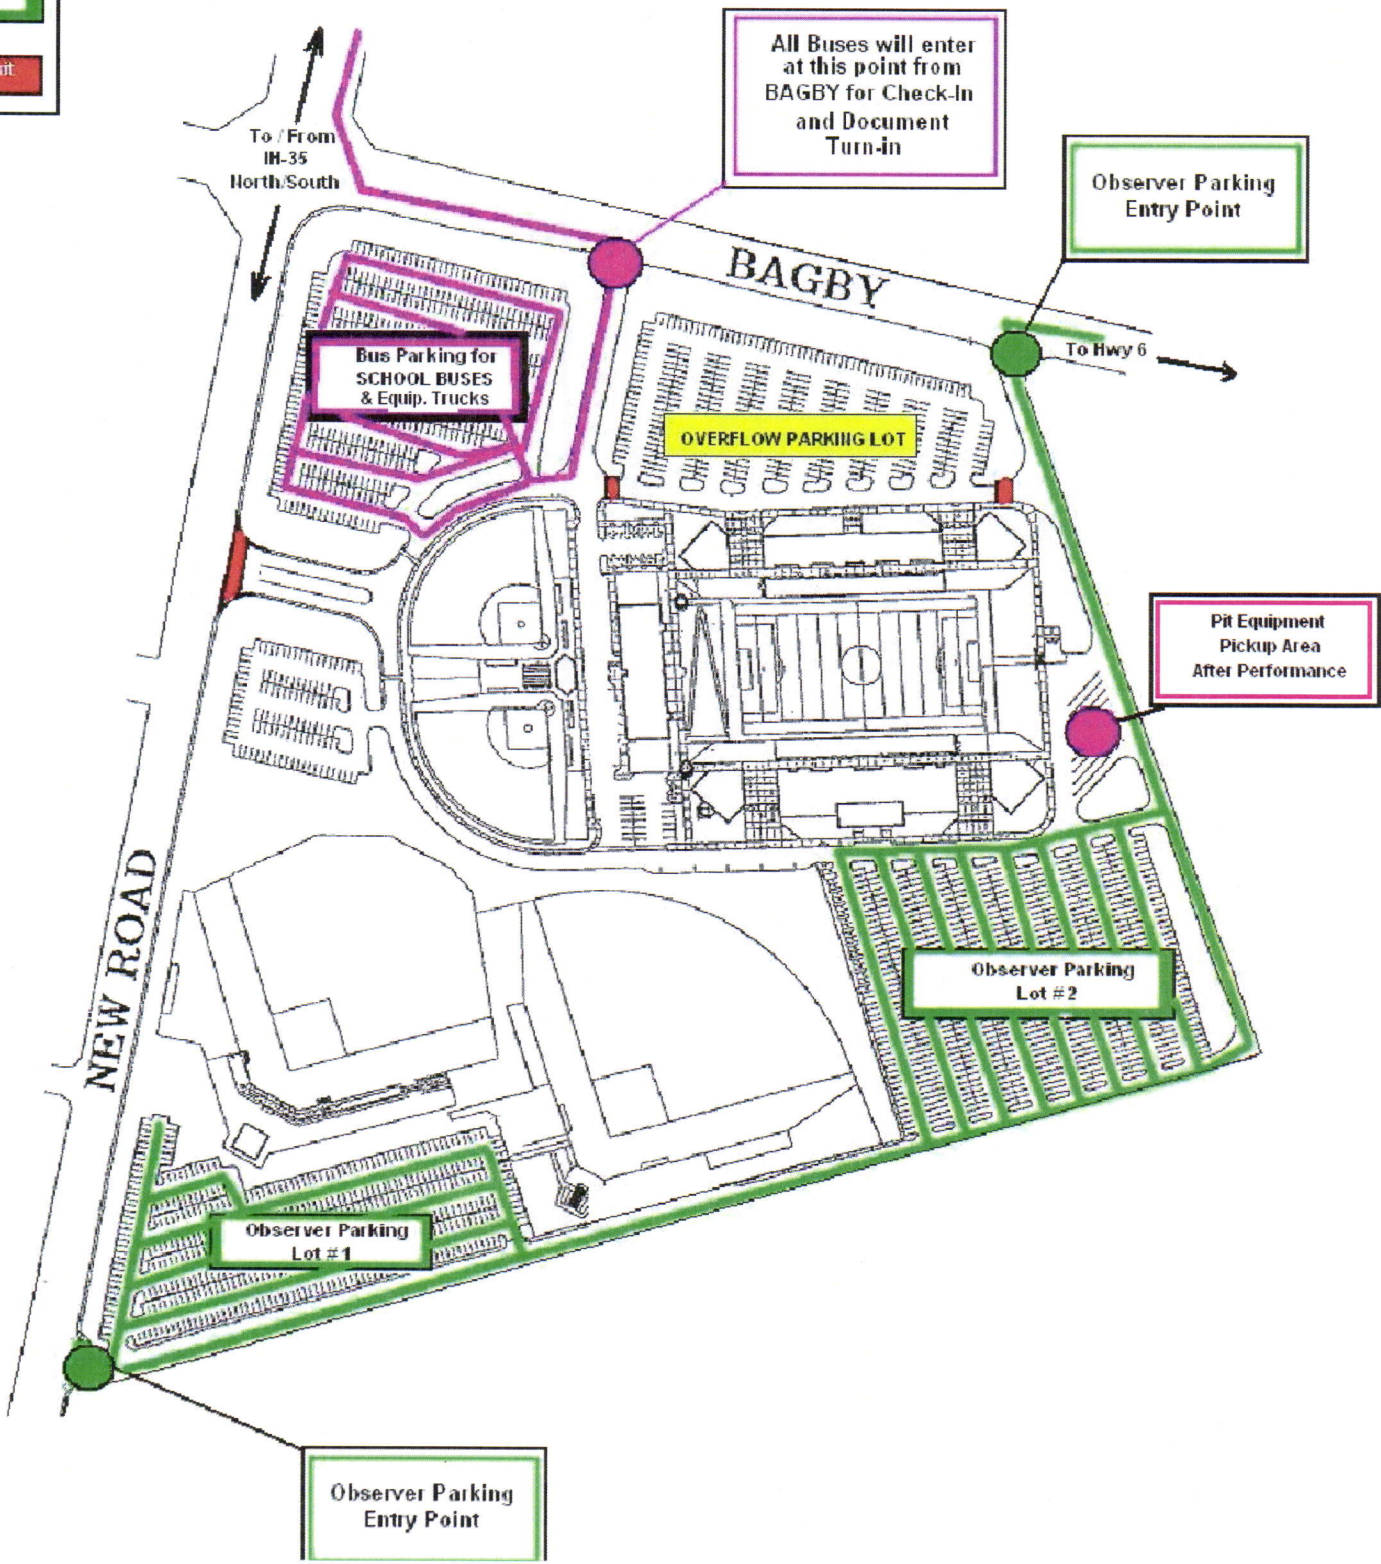 All Buses will enter
at this point from
BAGBY for Check-In
and Document
Turn-in
To / From
IH-35
North/South
Observer Parking
Entry Point
BAGBY
To Hwy 6
Bus Parking for
SCHOOL BUSES
& Equip. Trucks
OVERFLOW PARKING LOT
Pit Equipment
Pickup Area
After Performance
NEW ROAD
Observer Parking
Lot #2
Observer Parking
Lot #1
Observer Parking
Entry Point